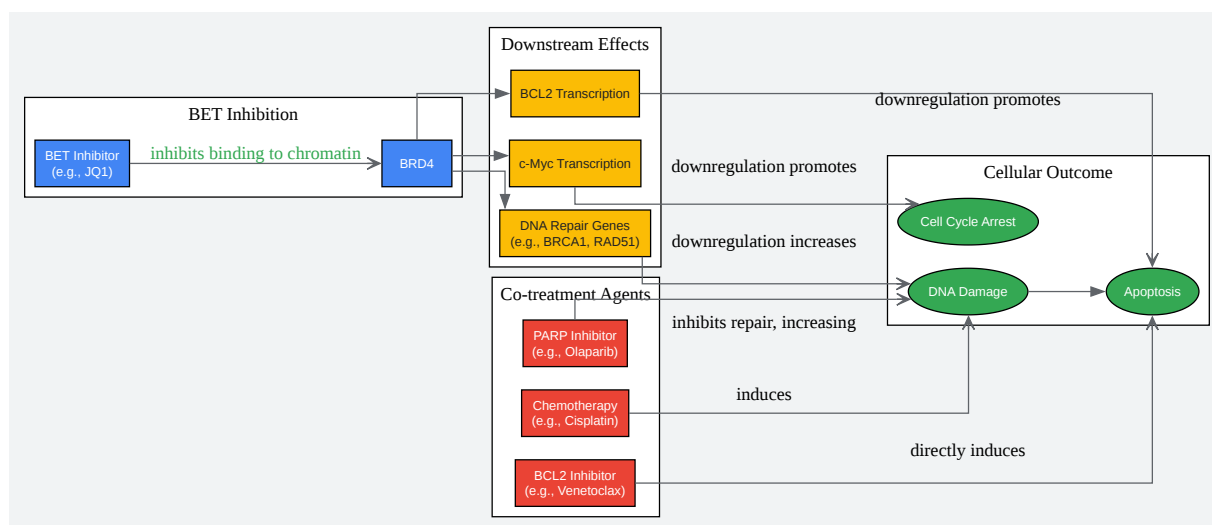 BET Inhibition
BET Inhibitor
(e.g., JQ1)
inhibits binding to chromatin
BRD4
Downstream Effects
BCL2 Transcription
c-Myc Transcription
DNA Repair Genes
(e.g., BRCA1, RAD51)
Co-treatment Agents
PARP Inhibitor
(e.g., Olaparib)
Chemotherapy
(e.g., Cisplatin)
BCL2 Inhibitor
(e.g., Venetoclax)
downregulation promotes
downregulation promotes
downregulation increases
inhibits repair, increasing
induces
directly induces
Cellular Outcome
Cell Cycle Arrest
DNA Damage
Apoptosis